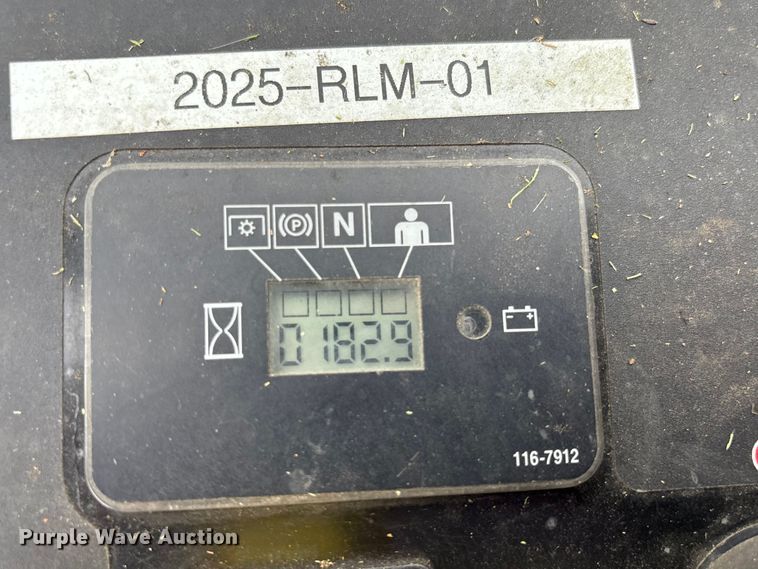 2025-RLM-01
P N
0182.9
116-7912
Purple Wave Auction